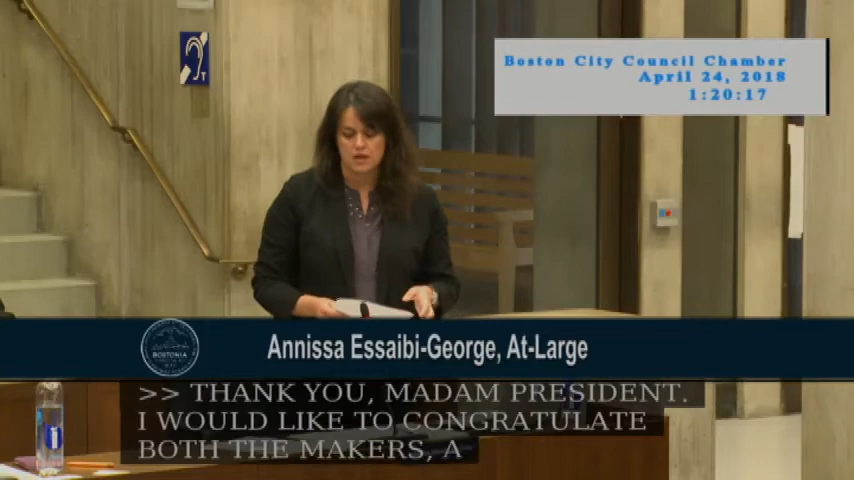 Boston City Council Chamber
April 24, 2018
1:20:17
BOSTONIA
Annissa Essaibi-George, At-Large
>> THANK YOU, MADAM PRESIDENT.
I WOULD LIKE TO CONGRATULATE
BOTH THE MAKERS, A